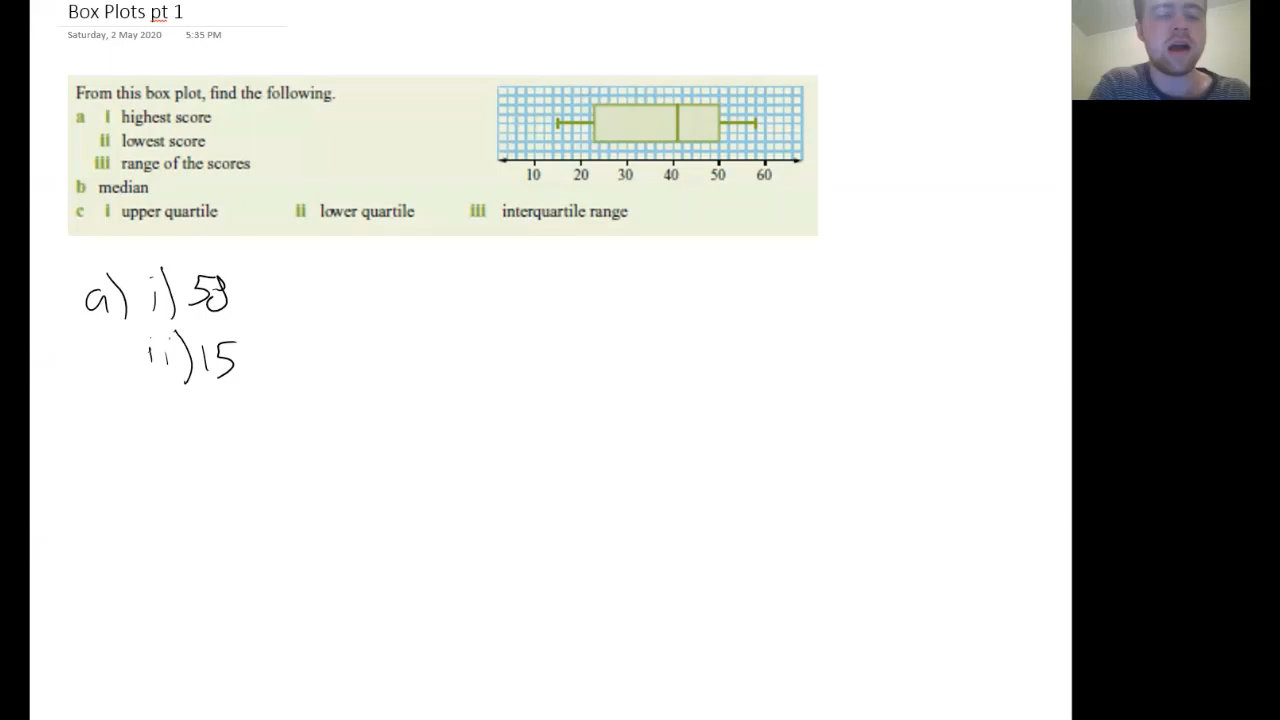 Box Plots pt 1
Saturday, 2 May 2020 5:35 PM
From this box plot, find the following.
a i highest score
ii lowest score
iii range of the scores
b median
c i upper quartile ii lower quartile iii interquartile range
10 20 30 40 50 60
a) i) 58
ii) 15